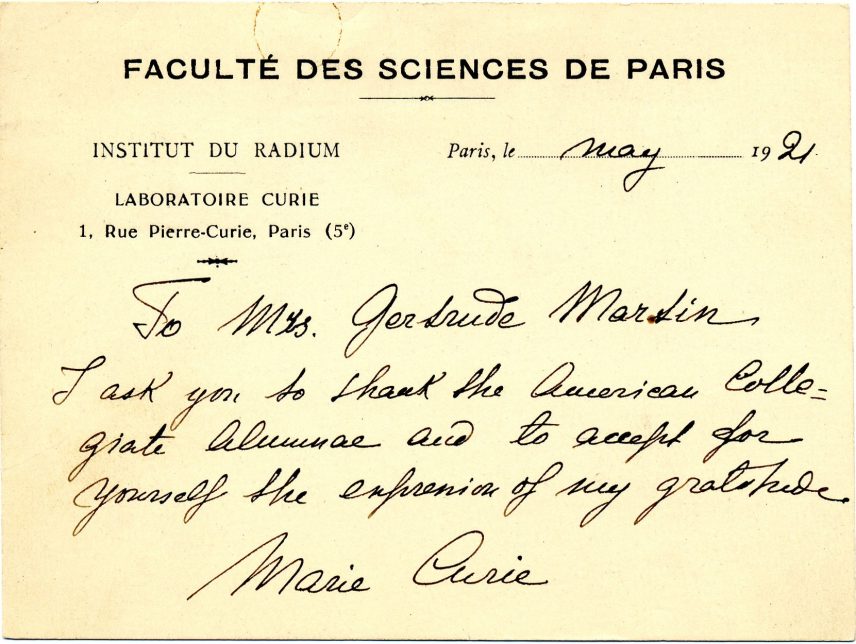 FACULTÉ DES SCIENCES DE PARIS
INSTITUT DU RADIUM
Paris, le may 1921
LABORATOIRE CURIE
1, Rue Pierre-Curie, Paris (5e)
To Mrs. Gertrude Martin
I ask you to thank the American Colle=
giate Alumnae and to accept for
yourself the expression of my gratitude
Marie Curie